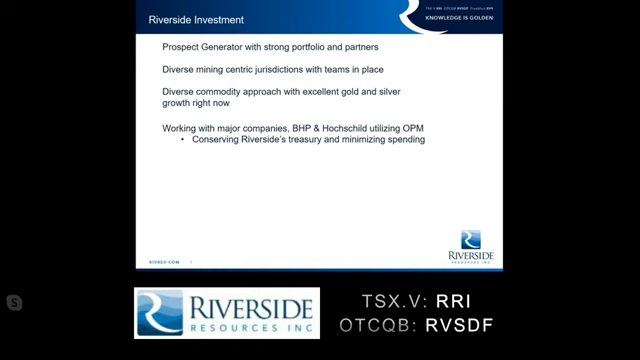 Riverside Investment
TSX.V: RRI OTCQB: RVSDF Frankfurt: R99
KNOWLEDGE IS GOLDEN
Prospect Generator with strong portfolio and partners
Diverse mining centric jurisdictions with teams in place
Diverse commodity approach with excellent gold and silver
growth right now
Working with major companies, BHP & Hochschild utilizing OPM
• Conserving Riverside's treasury and minimizing spending
RIVERSIDE
RESOURCES INC
RIVRES.COM
RIVERSIDE
RESOURCES INC
TSX.V: RRI
OTCQB: RVSDF